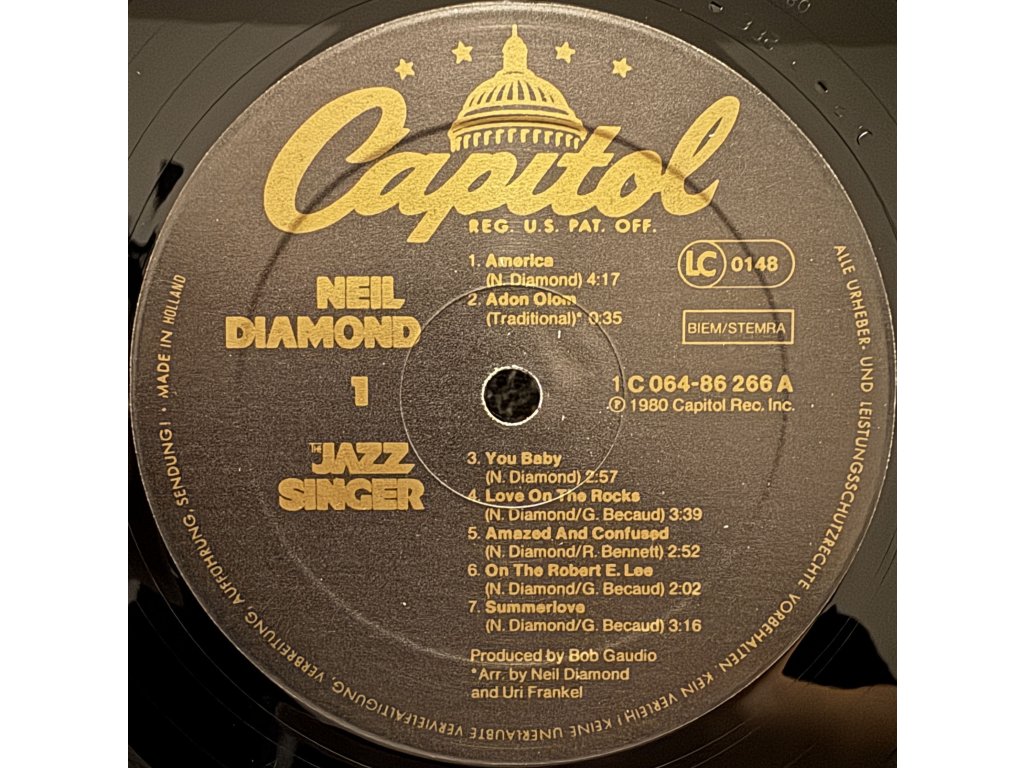 Capitol
REG. U.S. PAT. OFF.
NEIL
DIAMOND
1
THE JAZZ
SINGER
1. America
(N. Diamond) 4:17
2. Adon Olom
(Traditional)* 0:35
LC 0148
BIEM/STEMRA
1 C 064-86 266 A
℗ 1980 Capitol Rec. Inc.
3. You Baby
(N. Diamond) 2:57
4. Love On The Rocks
(N. Diamond/G. Becaud) 3:39
5. Amazed And Confused
(N. Diamond/R. Bennett) 2:52
6. On The Robert E. Lee
(N. Diamond/G. Becaud) 2:02
7. Summerlove
(N. Diamond/G. Becaud) 3:16
Produced by Bob Gaudio
*Arr. by Neil Diamond
and Uri Frankel
ALLE URHEBER- UND LEISTUNGSSCHUTZRECHTE VORBEHALTEN. KEIN VERLEIH! KEINE UNERLAUBTE VERVIELFÄLTIGUNG, VERBREITUNG, AUFFÜHRUNG, SENDUNG! • MADE IN HOLLAND